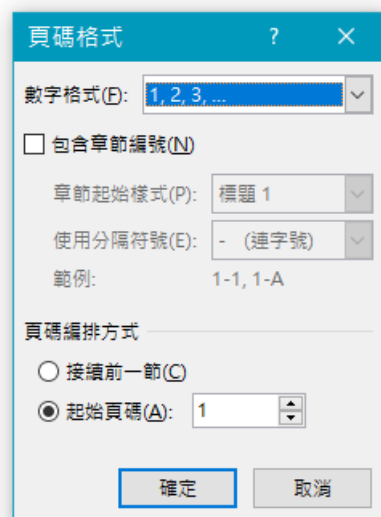 頁碼格式 ? ×
數字格式(F): 1, 2, 3, ...
包含章節編號(N)
章節起始樣式(P): 標題 1
使用分隔符號(E): - (連字號)
範例: 1-1, 1-A
頁碼編排方式
接續前一節(C)
起始頁碼(A): 1
確定 取消